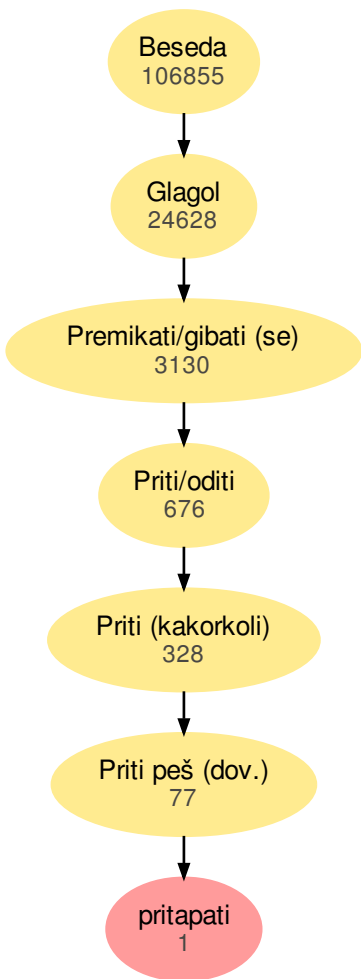 Beseda
106855
Glagol
24628
Premikati/gibati (se)
3130
Priti/oditi
676
Priti (kakorkoli)
328
Priti peš (dov.)
77
pritapati
1